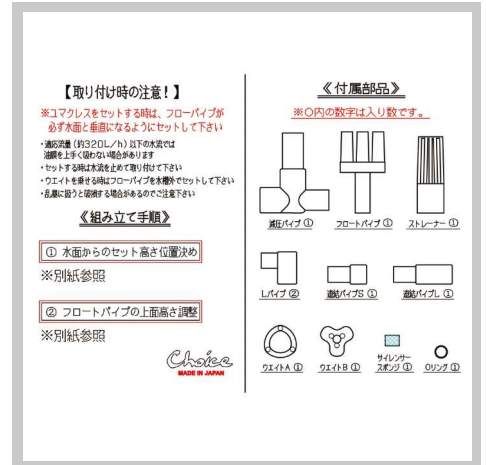 【取り付け時の注意！】
※ユマクレスをセットする時は、フローパイプが
必ず水面と垂直になるようにセットして下さい
・適応流量（約320L/h）以下の水流では
油膜を上手く吸わない場合があります
・セットする時は水流を止めて取り付けて下さい
・ウエイトを乗せる時はフローパイプを水槽外でセットして下さい
・乱暴に扱うと破損する場合があるのでご注意下さい
《組み立て手順》
① 水面からのセット高さ位置決め
※別紙参照
② フロートパイプの上面高さ調整
※別紙参照
Choice
MADE IN JAPAN
《付属部品》
※〇内の数字は入り数です。
減圧パイプ ① フロートパイプ ① ストレーナー ①
Lパイプ ② 連結パイプS ① 連結パイプL ①
ウエイトA ① ウエイトB ① サイレンサー
スポンジ ① Oリング ①